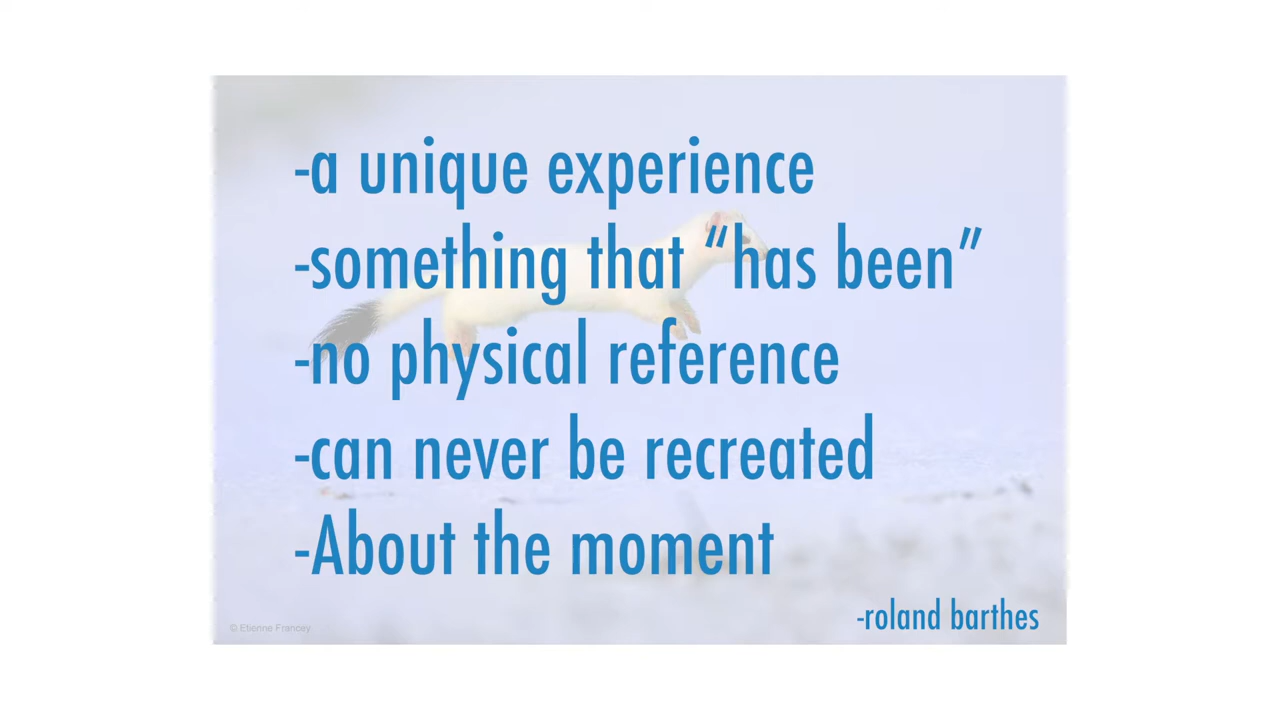 -a unique experience
-something that “has been”
-no physical reference
-can never be recreated
-About the moment
-roland barthes
© Etienne Francey